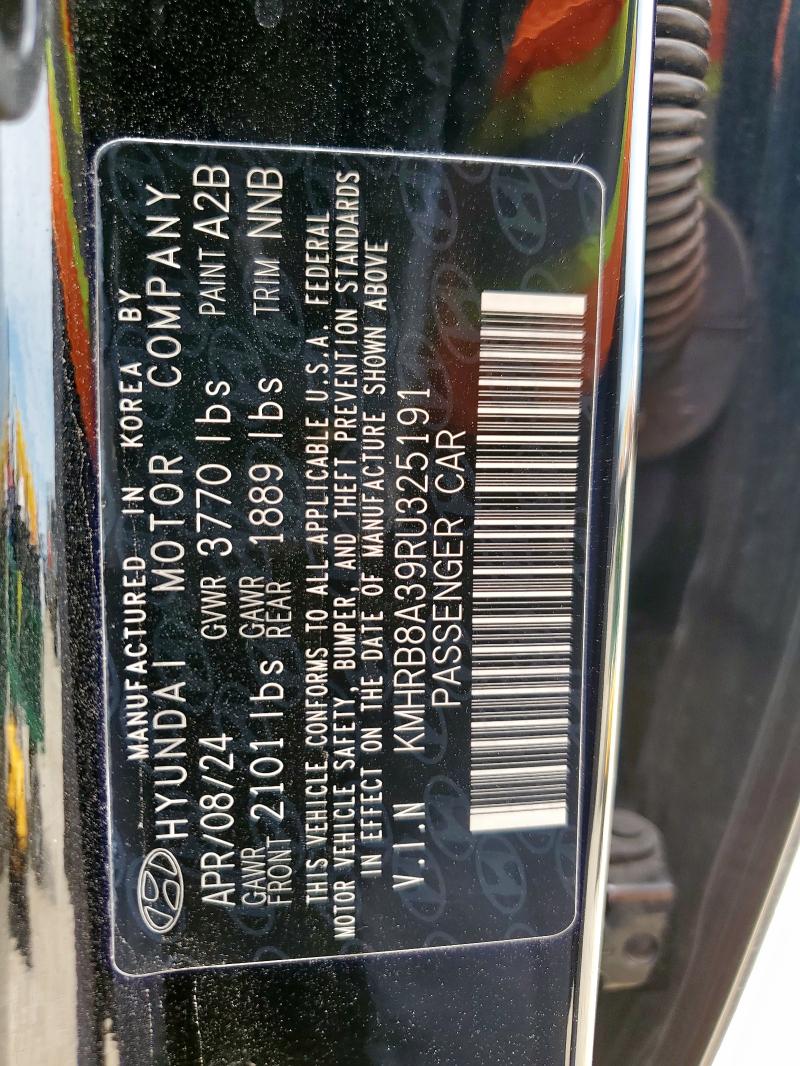 MANUFACTURED IN KOREA BY
HYUNDAI MOTOR COMPANY
APR/08/24 GVWR 3770 lbs PAINT A2B
GAWR FRONT 2101 lbs GAWR REAR 1889 lbs TRIM NNB
THIS VEHICLE CONFORMS TO ALL APPLICABLE U.S.A. FEDERAL
MOTOR VEHICLE SAFETY, BUMPER, AND THEFT PREVENTION STANDARDS
IN EFFECT ON THE DATE OF MANUFACTURE SHOWN ABOVE
V.I.N KMHRB8A39RU325191
PASSENGER CAR